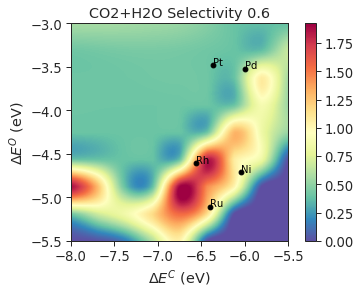 CO2+H2O Selectivity 0.6
−3.0
−3.5
−4.0
−4.5
−5.0
−5.5
ΔE^O (eV)
Pt
Pd
Rh
Ni
Ru
−8.0 −7.5 −7.0 −6.5 −6.0 −5.5
ΔE^C (eV)
1.75
1.50
1.25
1.00
0.75
0.50
0.25
0.00